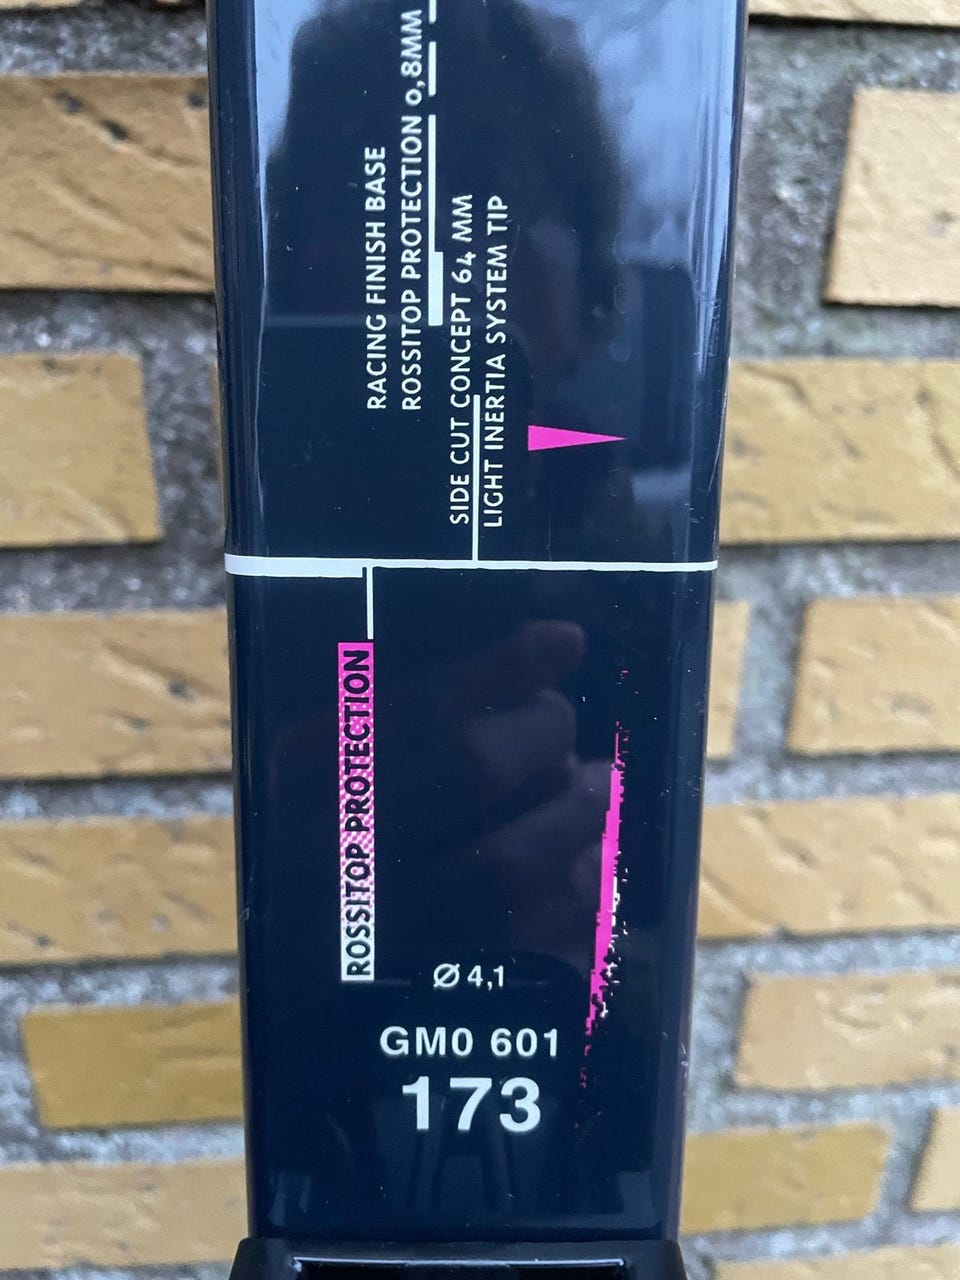 RACING FINISH BASE
ROSSITOP PROTECTION 0,8MM
SIDE CUT CONCEPT 64 MM
LIGHT INERTIA SYSTEM TIP
ROSSITOP PROTECTION
Ø 4,1
GM0 601
173